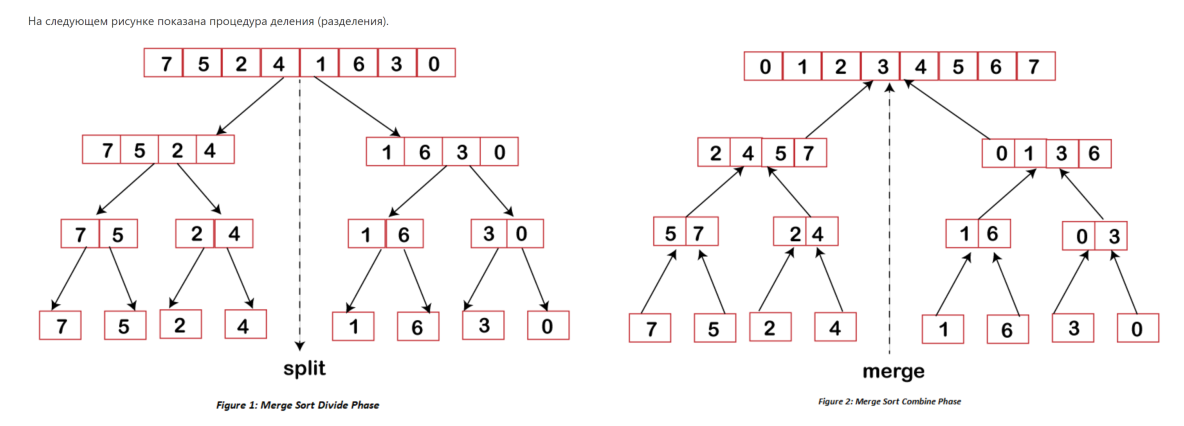 На следующем рисунке показана процедура деления (разделения).
7 5 2 4 1 6 3 0
7 5 2 4 1 6 3 0
7 5 2 4 1 6 3 0
7 5 2 4 1 6 3 0
split
Figure 1: Merge Sort Divide Phase
0 1 2 3 4 5 6 7
2 4 5 7 0 1 3 6
5 7 2 4 1 6 0 3
7 5 2 4 1 6 3 0
merge
Figure 2: Merge Sort Combine Phase